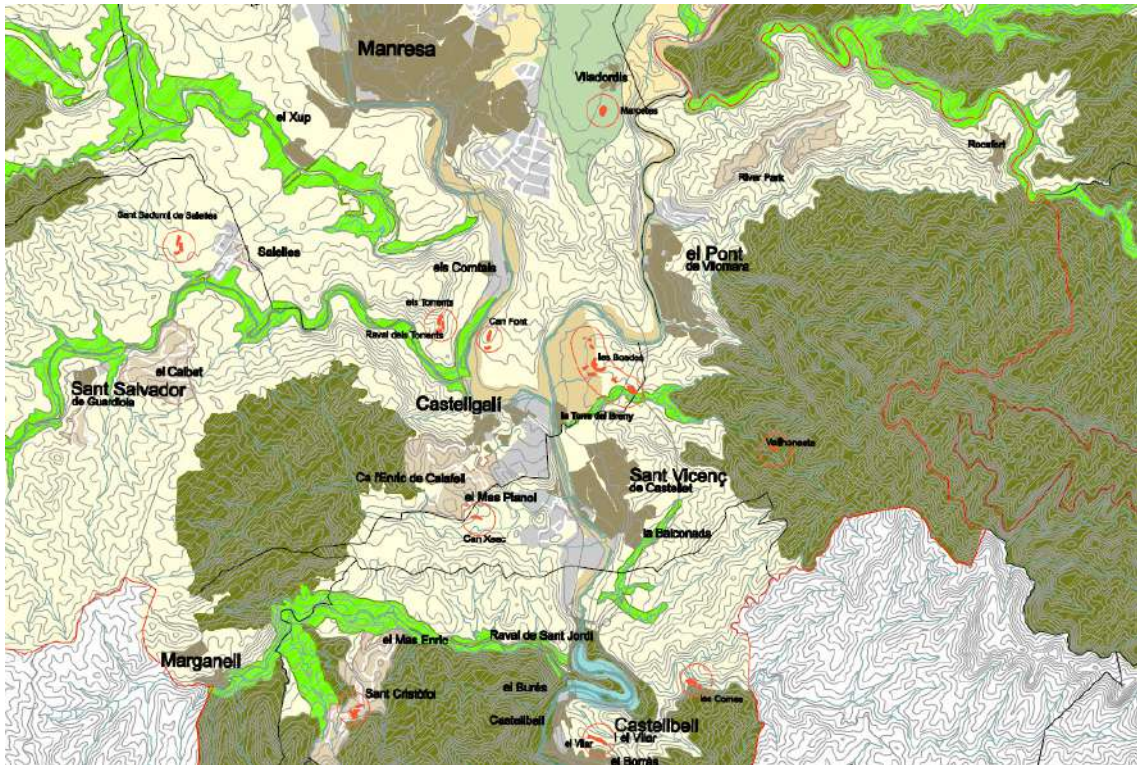 Manresa
Viladordis
Marcetes
el Xup
Rocafort
River Park
Sant Sadurní de Salelles
Salelles
el Pont
de Vilomara
els Comtals
els Torrents
Can Font
Raval dels Torrents
les Boades
el Calbet
Sant Salvador
de Guardiola
Castellgalí
la Torre del Breny
Vallhonesta
Ca l'Enric de Calafell
Sant Vicenç
de Castellet
el Mas Planoi
Can Xesc
la Balconada
el Mas Enric
Raval de Sant Jordi
Marganell
Sant Cristòfol
el Burés
les Comes
Castellbell
Castellbell
i el Vilar
el Vilar
el Borràs